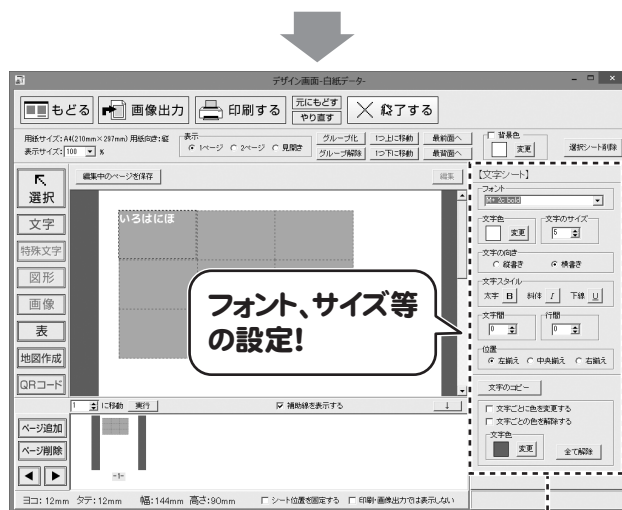 デザイン画面-白紙データ-
もどる 画像出力 印刷する 元にもどす やり直す 終了する
用紙サイズ:A4(210mm×297mm) 用紙向き:縦
表示サイズ: 100 %
表示
1ページ 2ページ 見開き
グループ化 1つ上に移動 最前面へ
グループ解除 1つ下に移動 最背面へ
背景色
変更
選択シート削除
選択
文字
特殊文字
図形
画像
表
地図作成
QRコード
ページ追加
ページ削除
編集中のページを保存
編集
いろはにほ
フォント、サイズ等
の設定!
1 に移動 実行 補助線を表示する ↓
-1-
【文字シート】
フォント
M+ 2c bold
文字色
変更
文字のサイズ
5
文字の向き
縦書き 横書き
文字スタイル
太字 B 斜体 I 下線 U
文字間
0
行間
0
位置
左揃え 中央揃え 右揃え
文字のコピー
文字ごとに色を変更する
文字ごとの色を解除する
文字色
変更 全て解除
ヨコ: 12mm タテ:12mm 幅:144mm 高さ:90mm シート位置を固定する 印刷・画像出力では表示しない